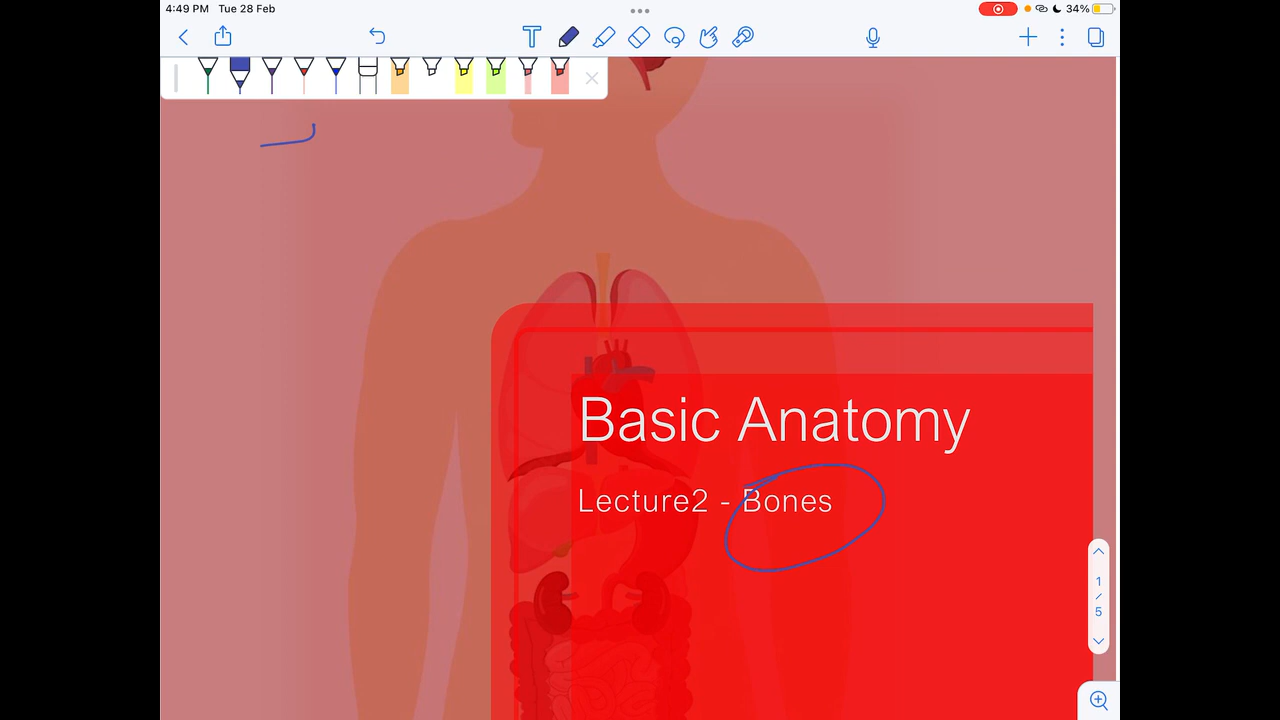 4:49 PM Tue 28 Feb
34%
T
Basic Anatomy
Lecture2 - Bones
1
/
5